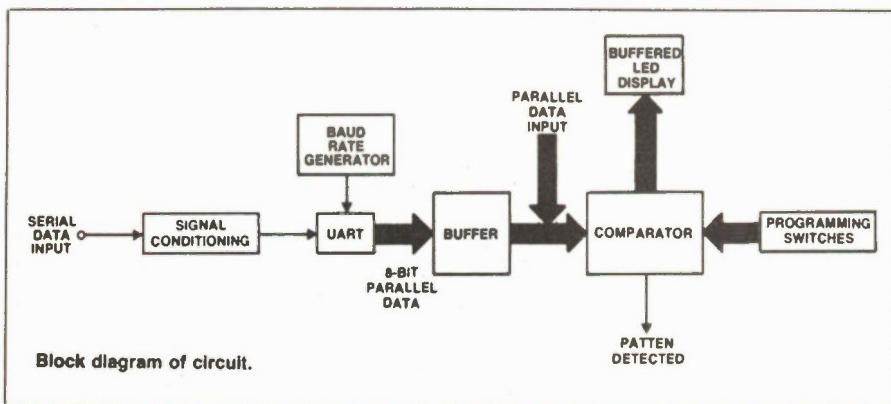 BUFFERED
LED
DISPLAY
PARALLEL
DATA
INPUT
BAUD
RATE
GENERATOR
SERIAL
DATA
INPUT
SIGNAL
CONDITIONING
UART
BUFFER
COMPARATOR
PROGRAMMING
SWITCHES
8-BIT
PARALLEL
DATA
PATTEN
DETECTED
Block diagram of circuit.